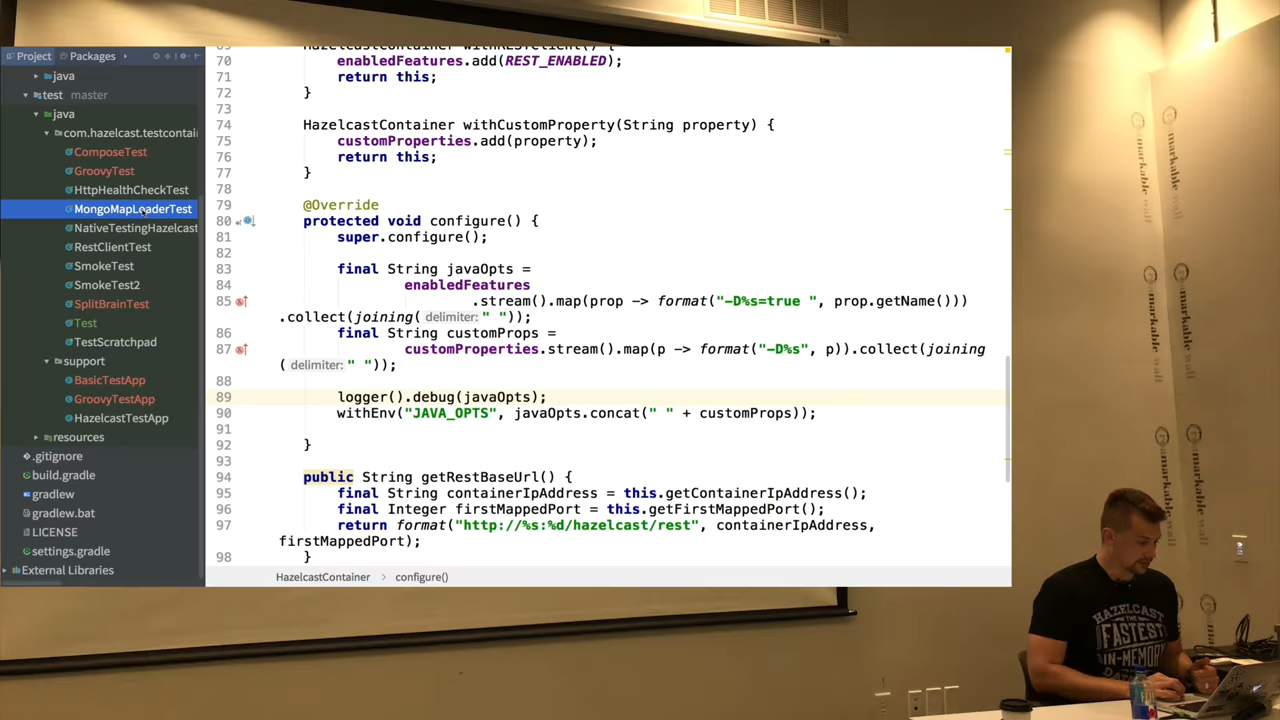 Project
Packages
java
test master
java
com.hazelcast.testcontai
ComposeTest
GroovyTest
HttpHealthCheckTest
MongoMapLoaderTest
NativeTestingHazelcast
RestClientTest
SmokeTest
SmokeTest2
SplitBrainTest
Test
TestScratchpad
support
BasicTestApp
GroovyTestApp
HazelcastTestApp
resources
.gitignore
build.gradle
gradlew
gradlew.bat
LICENSE
settings.gradle
External Libraries
HazelcastContainer withRESTClient() {
70 enabledFeatures.add(REST_ENABLED);
71 return this;
72 }
73
74 HazelcastContainer withCustomProperty(String property) {
75 customProperties.add(property);
76 return this;
77 }
78
79 @Override
80 protected void configure() {
81 super.configure();
82
83 final String javaOpts =
84 enabledFeatures
85 .stream().map(prop -> format("-D%s=true ", prop.getName()))
.collect(joining( delimiter: " "));
86 final String customProps =
87 customProperties.stream().map(p -> format("-D%s", p)).collect(joining
( delimiter: " "));
88
89 logger().debug(javaOpts);
90 withEnv("JAVA_OPTS", javaOpts.concat(" " + customProps));
91
92 }
93
94 public String getRestBaseUrl() {
95 final String containerIpAddress = this.getContainerIpAddress();
96 final Integer firstMappedPort = this.getFirstMappedPort();
97 return format("http://%s:%d/hazelcast/rest", containerIpAddress,
firstMappedPort);
98 }
HazelcastContainer > configure()
markable
markable
HAZELCAST
THE
FASTEST
IN-MEMORY